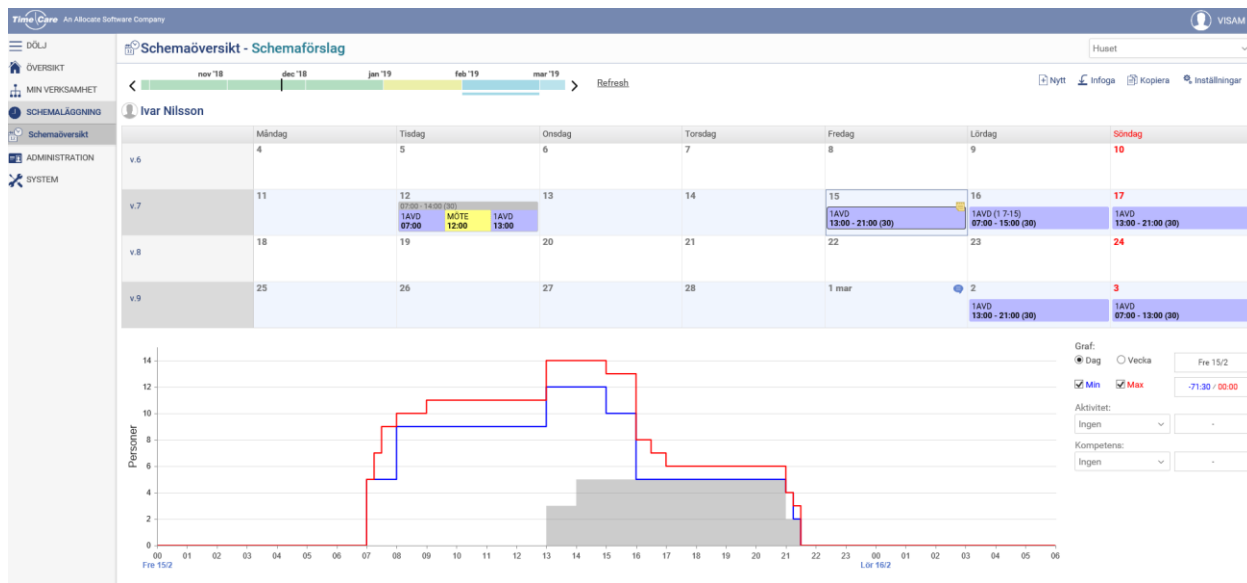 Time Care An Allocate Software Company
VISAM
DÖLJ
ÖVERSIKT
MIN VERKSAMHET
SCHEMALÄGGNING
Schemaöversikt
ADMINISTRATION
SYSTEM
Schemaöversikt - Schemaförslag
Huset
nov '18 dec '18 jan '19 feb '19 mar '19
Refresh
Nytt Infoga Kopiera Inställningar
Ivar Nilsson
Måndag Tisdag Onsdag Torsdag Fredag Lördag Söndag
v.6 4 5 6 7 8 9 10
v.7 11 12 13 14 15 16 17
07:00 - 14:00 (30)
1AVD MÖTE 1AVD 1AVD 1AVD (1 7-15) 1AVD
07:00 12:00 13:00 13:00 - 21:00 (30) 07:00 - 15:00 (30) 13:00 - 21:00 (30)
v.8 18 19 20 21 22 23 24
v.9 25 26 27 28 1 mar 2 3
1AVD 1AVD
13:00 - 21:00 (30) 07:00 - 13:00 (30)
Graf:
Dag Vecka Fre 15/2
Min Max -71:30 / 00:00
Aktivitet:
Ingen -
Kompetens:
Ingen -
Personer
14
12
10
8
6
4
2
0
00 01 02 03 04 05 06 07 08 09 10 11 12 13 14 15 16 17 18 19 20 21 22 23 00 01 02 03 04 05 06
Fre 15/2 Lör 16/2